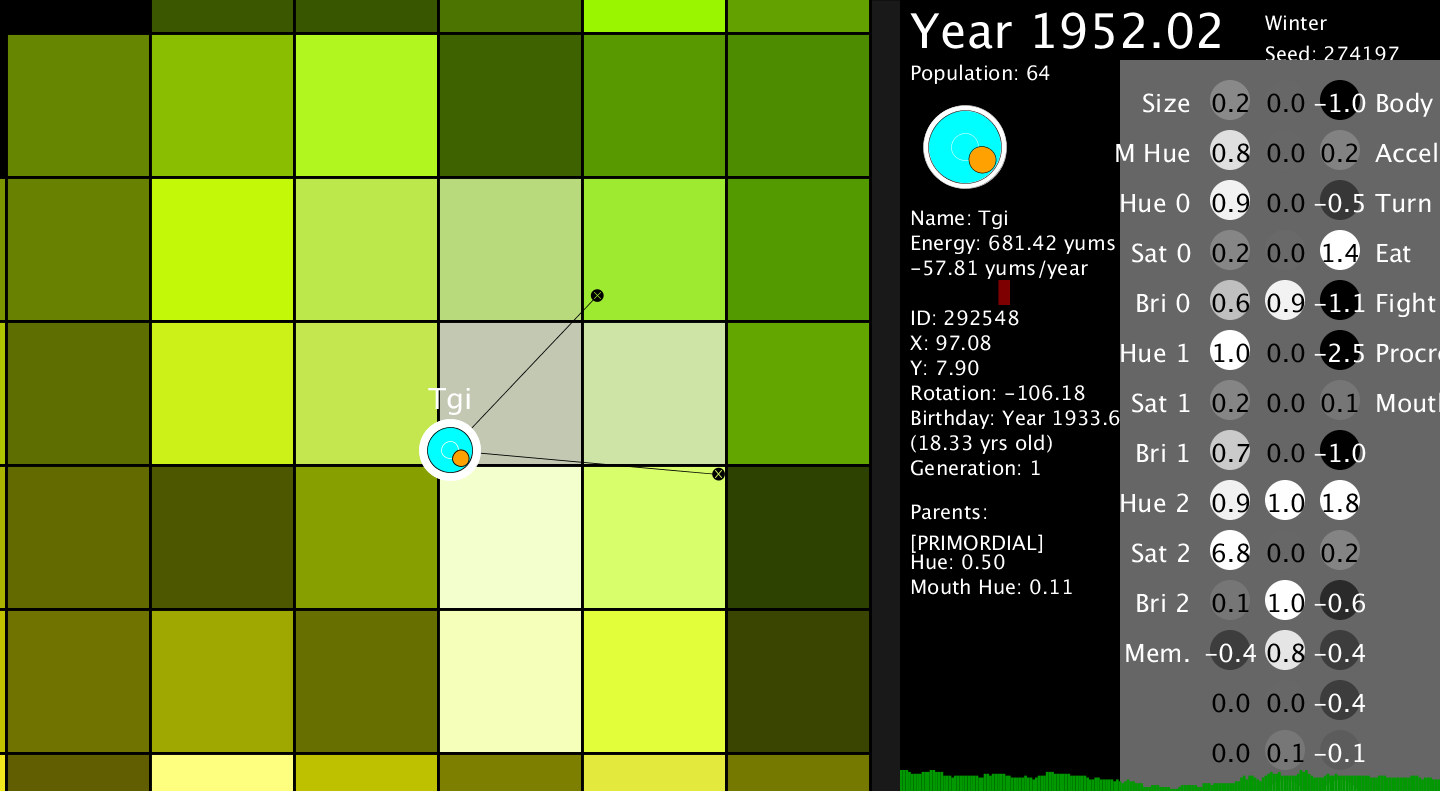 Year 1952.02
Winter
Seed: 274197
Population: 64
Name: Tgi
Energy: 681.42 yums
-57.81 yums/year
ID: 292548
X: 97.08
Y: 7.90
Rotation: -106.18
Birthday: Year 1933.6
(18.33 yrs old)
Generation: 1
Parents:
[PRIMORDIAL]
Hue: 0.50
Mouth Hue: 0.11
Tgi
Size 0.2 0.0 -1.0 Body
M Hue 0.8 0.0 0.2 Accel
Hue 0 0.9 0.0 -0.5 Turn
Sat 0 0.2 0.0 1.4 Eat
Bri 0 0.6 0.9 -1.1 Fight
Hue 1 1.0 0.0 -2.5 Procre
Sat 1 0.2 0.0 0.1 Mouth
Bri 1 0.7 0.0 -1.0
Hue 2 0.9 1.0 1.8
Sat 2 6.8 0.0 0.2
Bri 2 0.1 1.0 -0.6
Mem. -0.4 0.8 -0.4
0.0 0.0 -0.4
0.0 0.1 -0.1